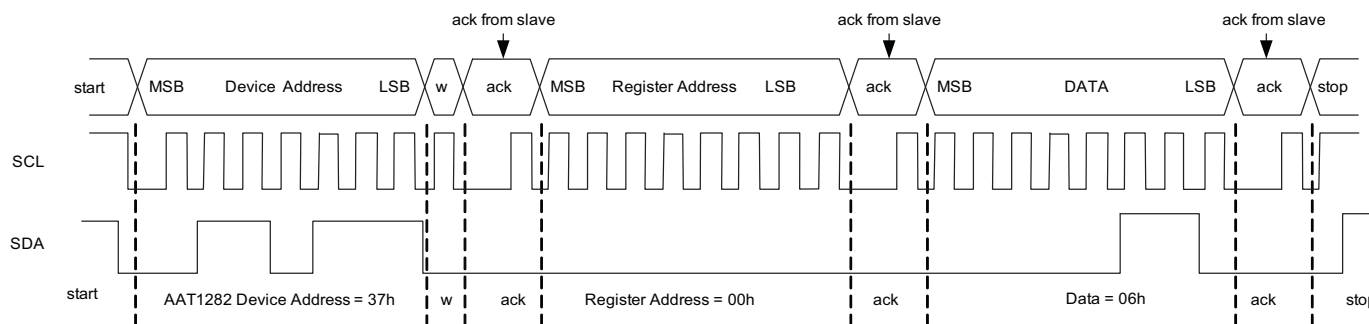 ack from slave ack from slave ack from slave
start MSB Device Address LSB w ack MSB Register Address LSB ack MSB DATA LSB ack stop
SCL
SDA
start AAT1282 Device Address = 37h w ack Register Address = 00h ack Data = 06h ack stop